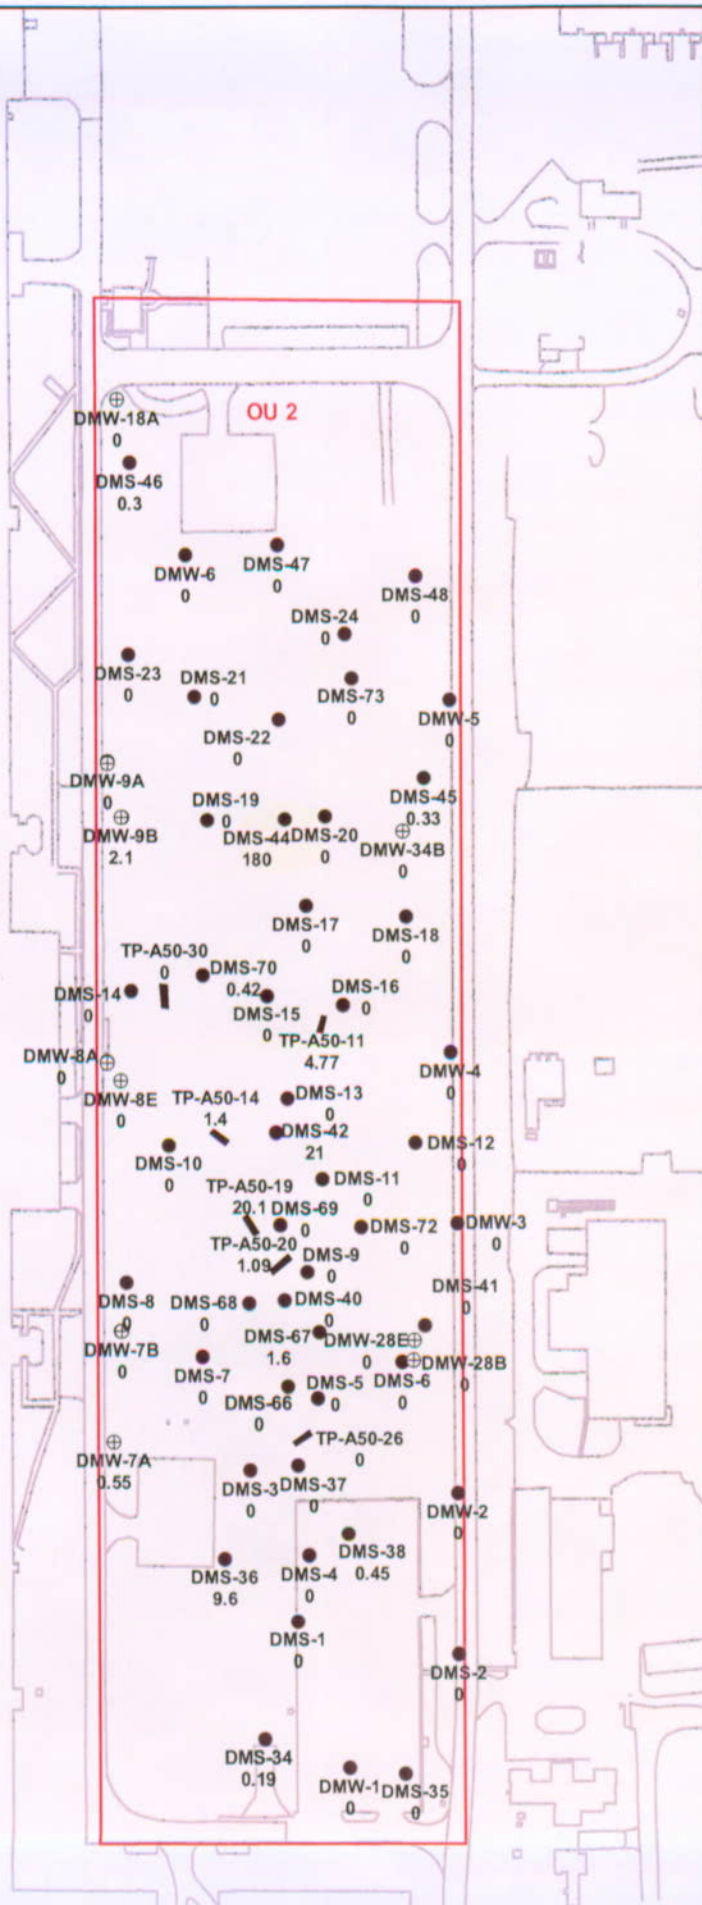 OU 2
DMW-18A
0
DMS-46
0.3
DMS-47
0
DMW-6
0
DMS-48
0
DMS-24
0
DMS-23
0
DMS-21
0
DMS-73
0
DMS-22
0
DMW-5
0
DMW-9A
0
DMS-45
0.33
DMW-9B
2.1
DMS-19
0
DMS-44
180
DMS-20
0
DMW-34B
0
DMS-17
0
DMS-18
0
TP-A50-30
0
DMS-70
0.42
DMS-14
0
DMS-15
0
DMS-16
0
TP-A50-11
4.77
DMW-8A
0
DMW-4
0
DMW-8E
0
TP-A50-14
1.4
DMS-13
0
DMS-42
21
DMS-12
0
DMS-10
0
DMS-11
0
TP-A50-19
20.1
DMS-69
0
DMS-72
0
DMW-3
0
TP-A50-20
1.09
DMS-9
0
DMS-41
0
DMS-8
0
DMS-68
0
DMS-40
0
DMW-7B
0
DMS-67
1.6
DMW-28E
0
DMW-28B
0
DMS-6
0
DMS-7
0
DMS-5
0
DMS-66
0
TP-A50-26
0
DMW-7A
0.55
DMS-3
0
DMS-37
0
DMW-2
0
DMS-38
0.45
DMS-4
0
DMS-36
9.6
DMS-1
0
DMS-2
0
DMS-34
0.19
DMW-1
0
DMS-35
0